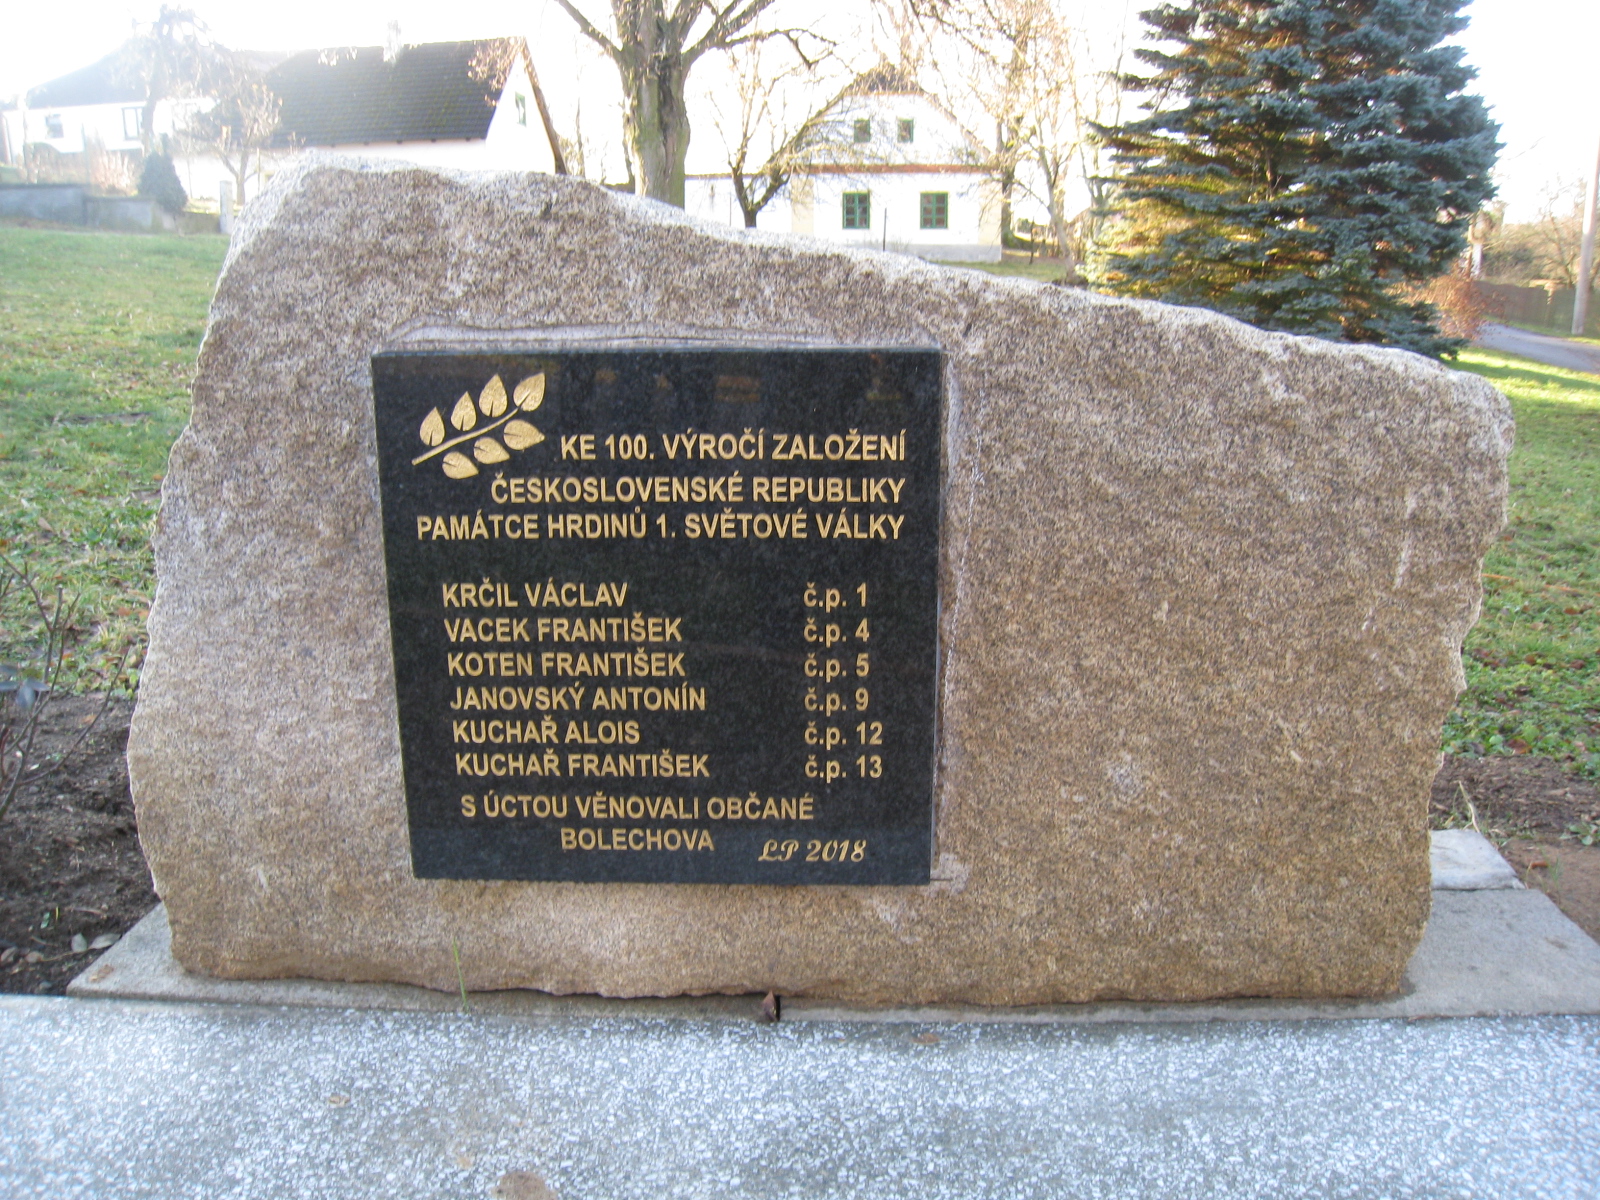 KE 100. VÝROČÍ ZALOŽENÍ
ČESKOSLOVENSKÉ REPUBLIKY
PAMÁTCE HRDINŮ 1. SVĚTOVÉ VÁLKY
KRČIL VÁCLAV č.p. 1
VACEK FRANTIŠEK č.p. 4
KOTEN FRANTIŠEK č.p. 5
JANOVSKÝ ANTONÍN č.p. 9
KUCHAŘ ALOIS č.p. 12
KUCHAŘ FRANTIŠEK č.p. 13
S ÚCTOU VĚNOVALI OBČANÉ
BOLECHOVA LP 2018